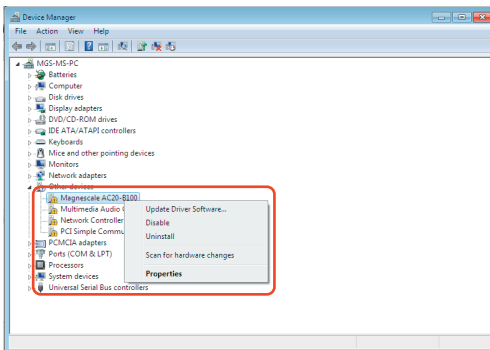 Device Manager
File Action View Help
MGS-MS-PC
Batteries
Computer
Disk drives
Display adapters
DVD/CD-ROM drives
IDE ATA/ATAPI controllers
Keyboards
Mice and other pointing devices
Monitors
Network adapters
Other devices
Magnescale AC20-B100
Multimedia Audio
Network Controller
PCI Simple Commu
PCMCIA adapters
Ports (COM & LPT)
Processors
System devices
Universal Serial Bus controllers
Update Driver Software...
Disable
Uninstall
Scan for hardware changes
Properties